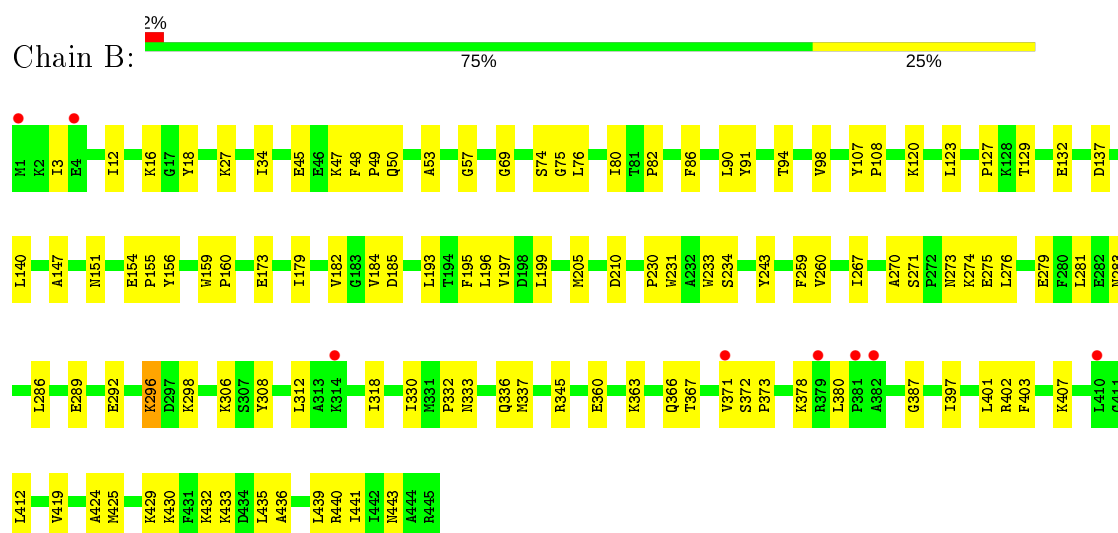 2%
Chain B:
75% 25%
M1 K2 I3 E4 I12 K16 G17 Y18 K27 I34 E45 E46 K47 F48 P49 Q50 A53 G57 G69 S74 G75 L76 I80 T81 P82 F86 L90 Y91 T94 V98 Y107 P108 K120 L123 P127 K128 T129 E132 D137
L140 A147 N151 E154 P155 Y156 W159 P160 E173 I179 V182 G183 V184 D185 L193 T194 F195 L196 V197 D198 L199 M205 D210 P230 W231 A232 W233 S234 Y243 F259 V260 I267 A270 S271 P272 N273 K274 E275 L276 E279 F280 L281 E282 N283
L286 E289 E292 K296 D297 K298 K306 S307 Y308 L312 A313 K314 I318 I330 M331 P332 N333 Q336 M337 R345 E360 K363 Q366 T367 V371 S372 P373 K378 R379 L380 P381 A382 G387 I397 L401 R402 F403 K407 L410 G411
L412 V419 A424 M425 K429 K430 F431 K432 K433 D434 L435 A436 L439 R440 I441 I442 N443 A444 R445